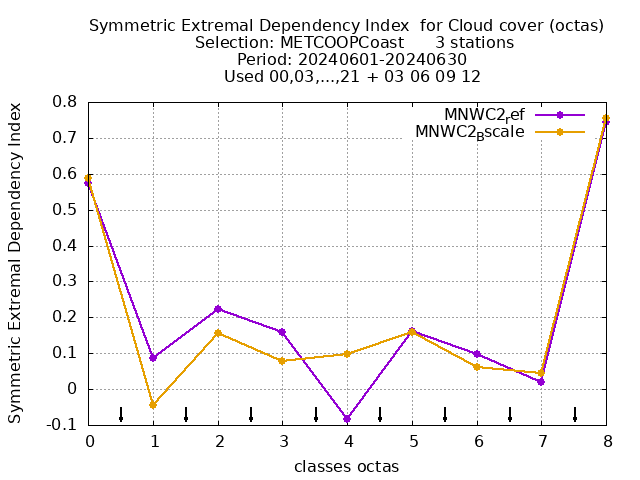 Symmetric Extremal Dependency Index  for Cloud cover (octas)
Selection: METCOOPCoast      3 stations
Period: 20240601-20240630
Used 00,03,...,21 + 03 06 09 12
MNWC2ref
MNWC2Bscale
Symmetric Extremal Dependency Index
0.8
0.7
0.6
0.5
0.4
0.3
0.2
0.1
0
-0.1
0 1 2 3 4 5 6 7 8
classes octas